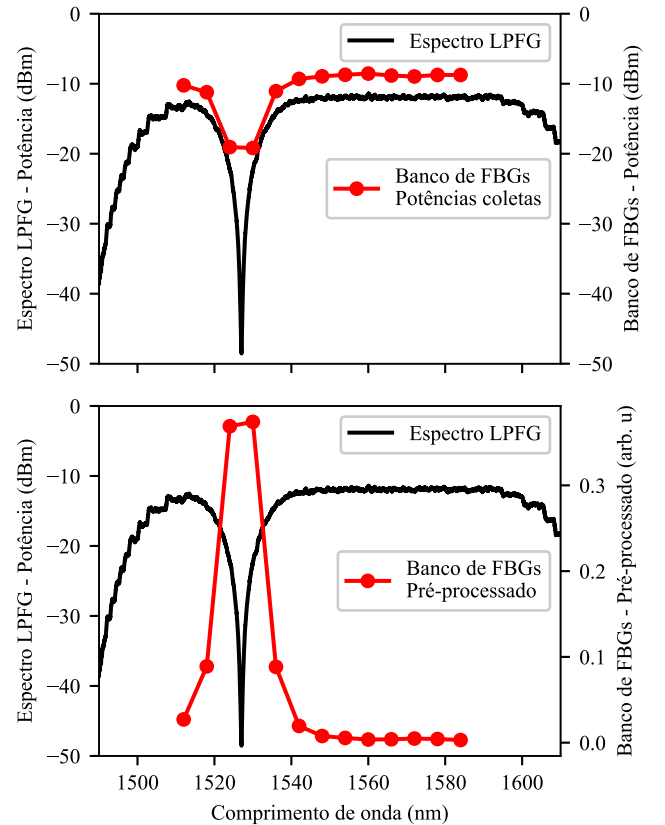 0
−10
−20
−30
−40
−50
Espectro LPFG - Potência (dBm)
Espectro LPFG
Banco de FBGs
Potências coletas
0
−10
−20
−30
−40
−50
Banco de FBGs - Potência (dBm)
0
−10
−20
−30
−40
−50
Espectro LPFG - Potência (dBm)
Espectro LPFG
Banco de FBGs
Pré-processado
0.3
0.2
0.1
0.0
Banco de FBGs - Pré-processado (arb. u)
1500 1520 1540 1560 1580 1600
Comprimento de onda (nm)